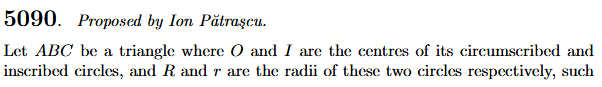 5090. Proposed by Ion Pătraşcu.
Let ABC be a triangle where O and I are the centres of its circumscribed and
inscribed circles, and R and r are the radii of these two circles respectively, such